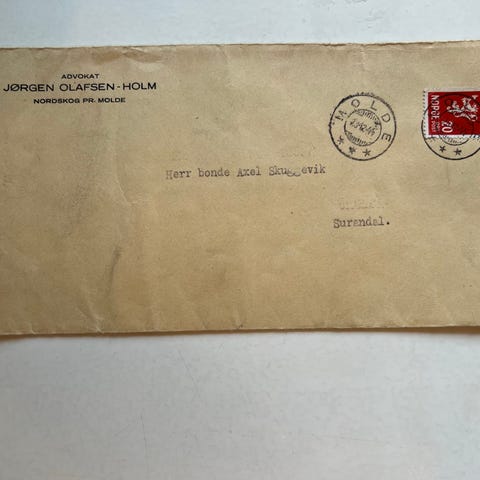 ADVOKAT
JØRGEN OLAFSEN-HOLM
NORDSKOG PR. MOLDE
MOLDE
NORGE
20
Herr bonde Axel Skuggevik
Surendal.